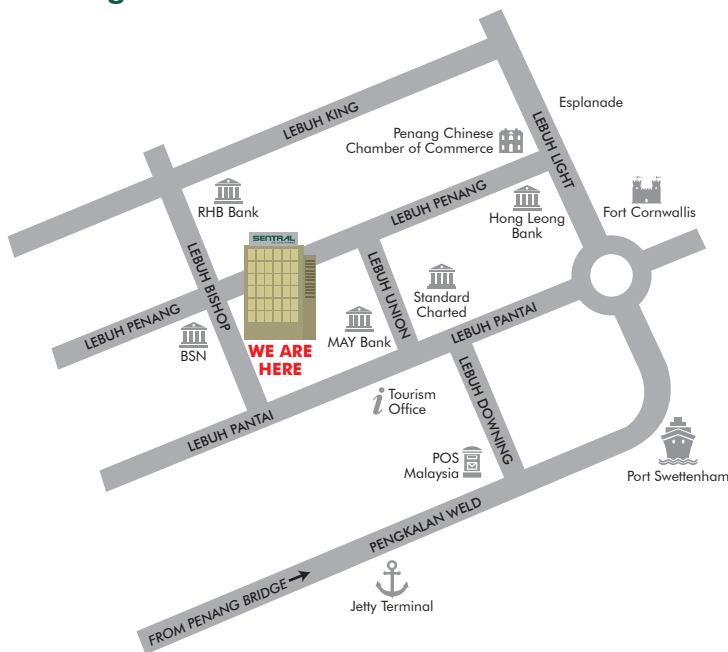 Esplanade
LEBUH KING
LEBUH LIGHT
Penang Chinese
Chamber of Commerce
RHB Bank
LEBUH PENANG
Hong Leong
Bank
Fort Cornwallis
SENTRAL
LEBUH BISHOP
LEBUH UNION
Standard
Charted
LEBUH PENANG
BSN
MAY Bank
LEBUH PANTAI
WE ARE
HERE
LEBUH DOWNING
Tourism
Office
LEBUH PANTAI
POS
Malaysia
Port Swettenham
PENGKALAN WELD
FROM PENANG BRIDGE
Jetty Terminal